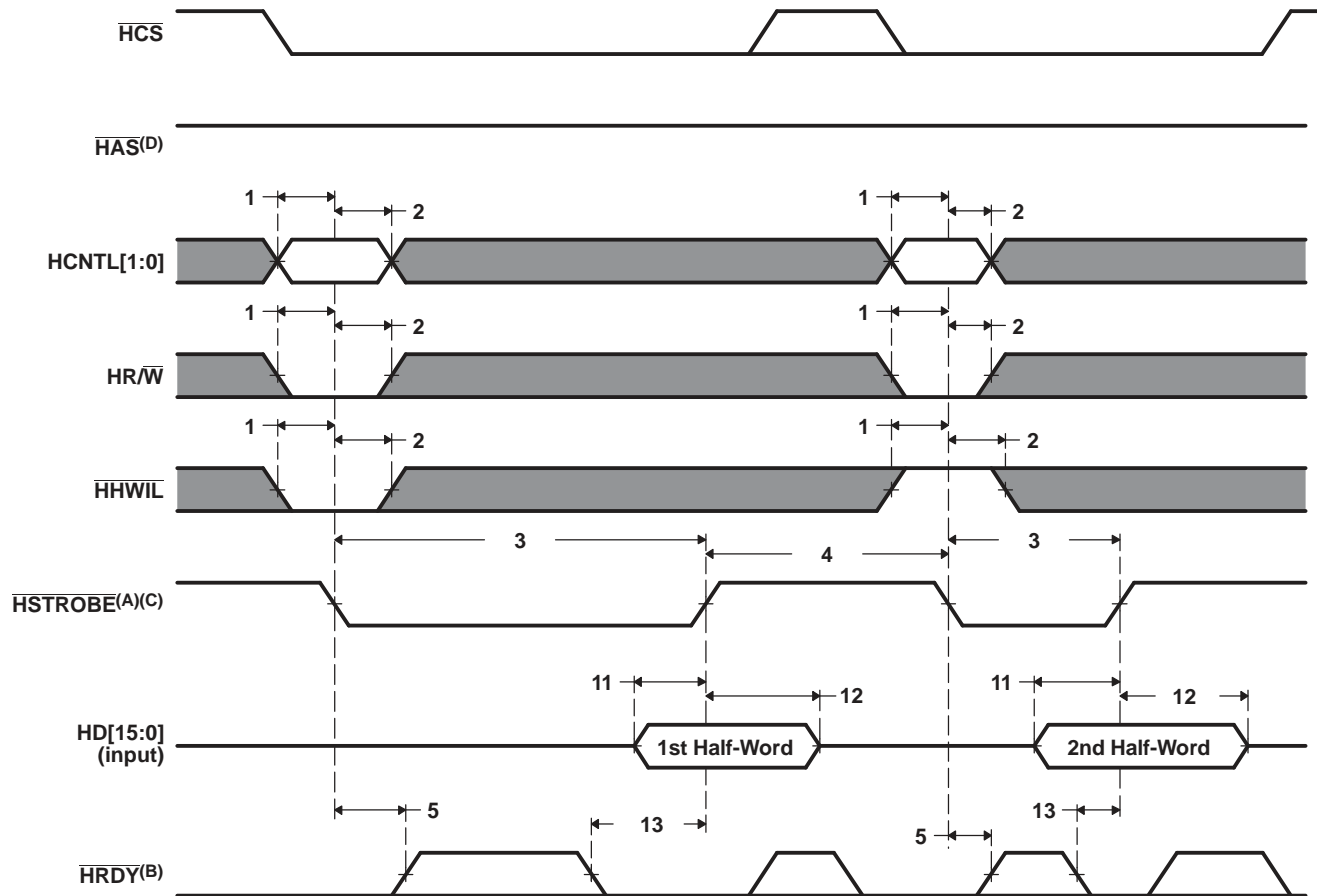 HCS
HAS(D)
1
1
2
2
HCNTL[1:0]
1
1
2
2
HR/W
1
1
2
2
HHWIL
3
4
3
HSTROBE(A)(C)
11
12
11
12
HD[15:0]
(input)
1st Half-Word
2nd Half-Word
5
13
5
13
HRDY(B)